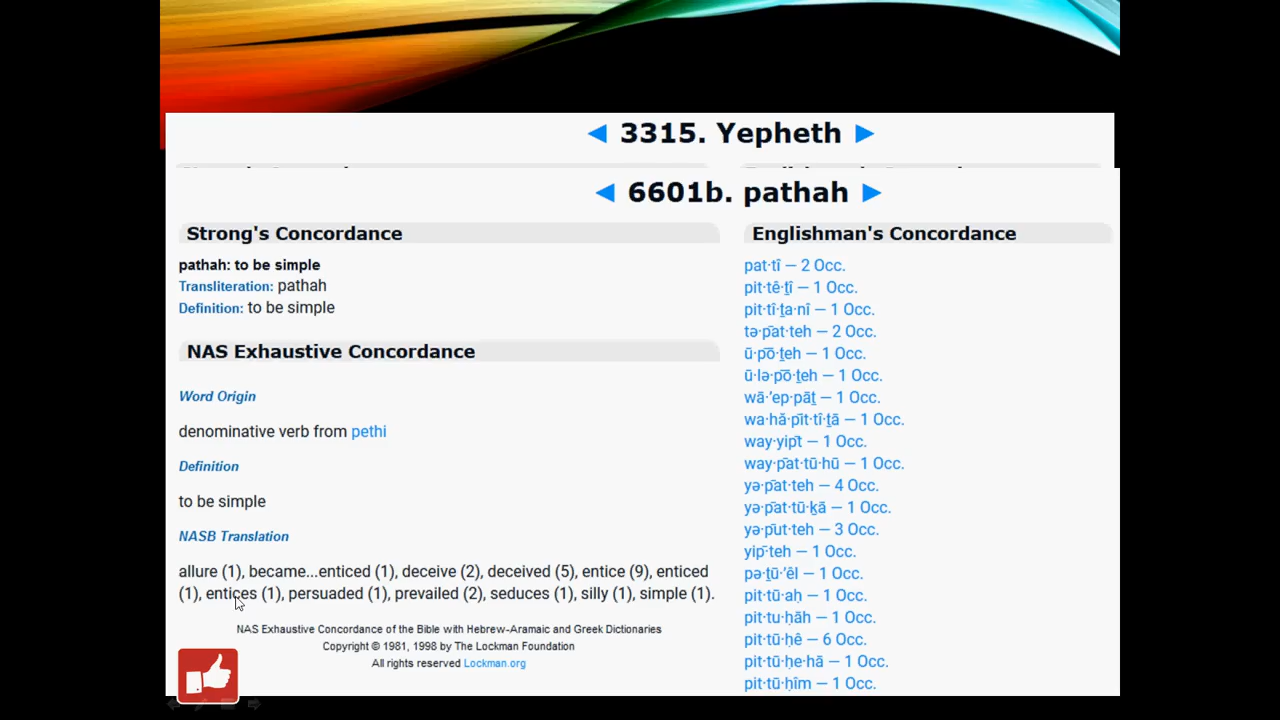 ◄ 3315. Yepheth ►
◄ 6601b. pathah ►
Strong's Concordance
pathah: to be simple
Transliteration: pathah
Definition: to be simple
NAS Exhaustive Concordance
Word Origin
denominative verb from pethi
Definition
to be simple
NASB Translation
allure (1), became...enticed (1), deceive (2), deceived (5), entice (9), enticed
(1), entices (1), persuaded (1), prevailed (2), seduces (1), silly (1), simple (1).
NAS Exhaustive Concordance of the Bible with Hebrew-Aramaic and Greek Dictionaries
Copyright © 1981, 1998 by The Lockman Foundation
All rights reserved Lockman.org
Englishman's Concordance
pat·tî — 2 Occ.
pit·tê·ṯî — 1 Occ.
pit·tî·ṯa·nî — 1 Occ.
tə·p̄at·teh — 2 Occ.
ū·p̄ō·ṯeh — 1 Occ.
ū·lə·p̄ō·ṯeh — 1 Occ.
wā·’ep·pāṯ — 1 Occ.
wa·hă·p̄it·tî·ṯā — 1 Occ.
way·yip̄t — 1 Occ.
way·p̄at·tū·hū — 1 Occ.
yə·p̄at·teh — 4 Occ.
yə·p̄at·tū·ḵā — 1 Occ.
yə·p̄ut·teh — 3 Occ.
yip̄·teh — 1 Occ.
pə·ṯū·’êl — 1 Occ.
pit·tū·aḥ — 1 Occ.
pit·tu·ḥāh — 1 Occ.
pit·tū·ḥê — 6 Occ.
pit·tū·ḥe·hā — 1 Occ.
pit·tū·ḥîm — 1 Occ.